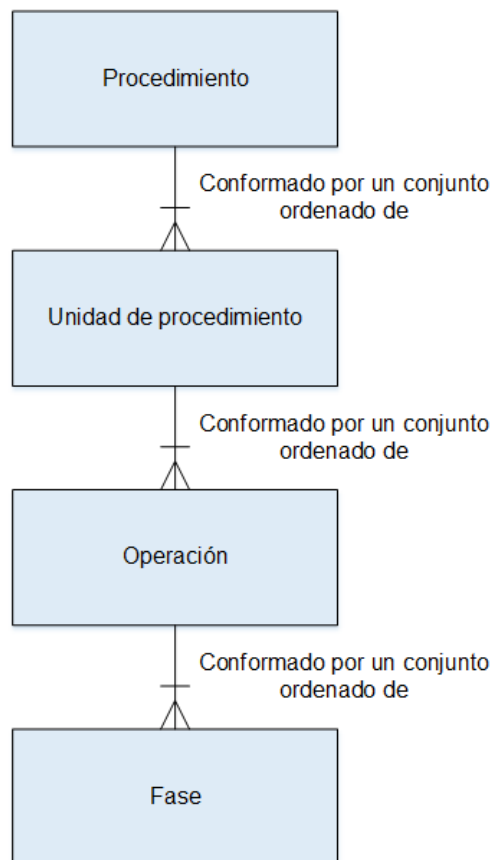 Procedimiento
Conformado por un conjunto
ordenado de
Unidad de procedimiento
Conformado por un conjunto
ordenado de
Operación
Conformado por un conjunto
ordenado de
Fase